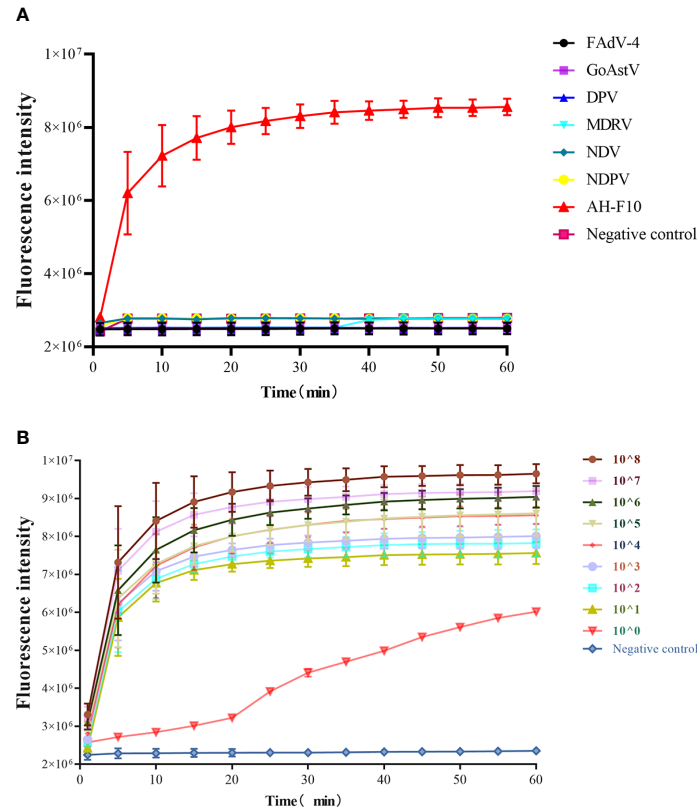 A
Fluorescence intensity
1×10^7
8×10^6
6×10^6
4×10^6
2×10^6
0
10
20
30
40
50
60
Time(min)
FAdV-4
GoAstV
DPV
MDRV
NDV
NDPV
AH-F10
Negative control
B
Fluorescence intensity
1×10^7
9×10^6
8×10^6
7×10^6
6×10^6
5×10^6
4×10^6
3×10^6
2×10^6
0
10
20
30
40
50
60
Time( min)
10^8
10^7
10^6
10^5
10^4
10^3
10^2
10^1
10^0
Negative control